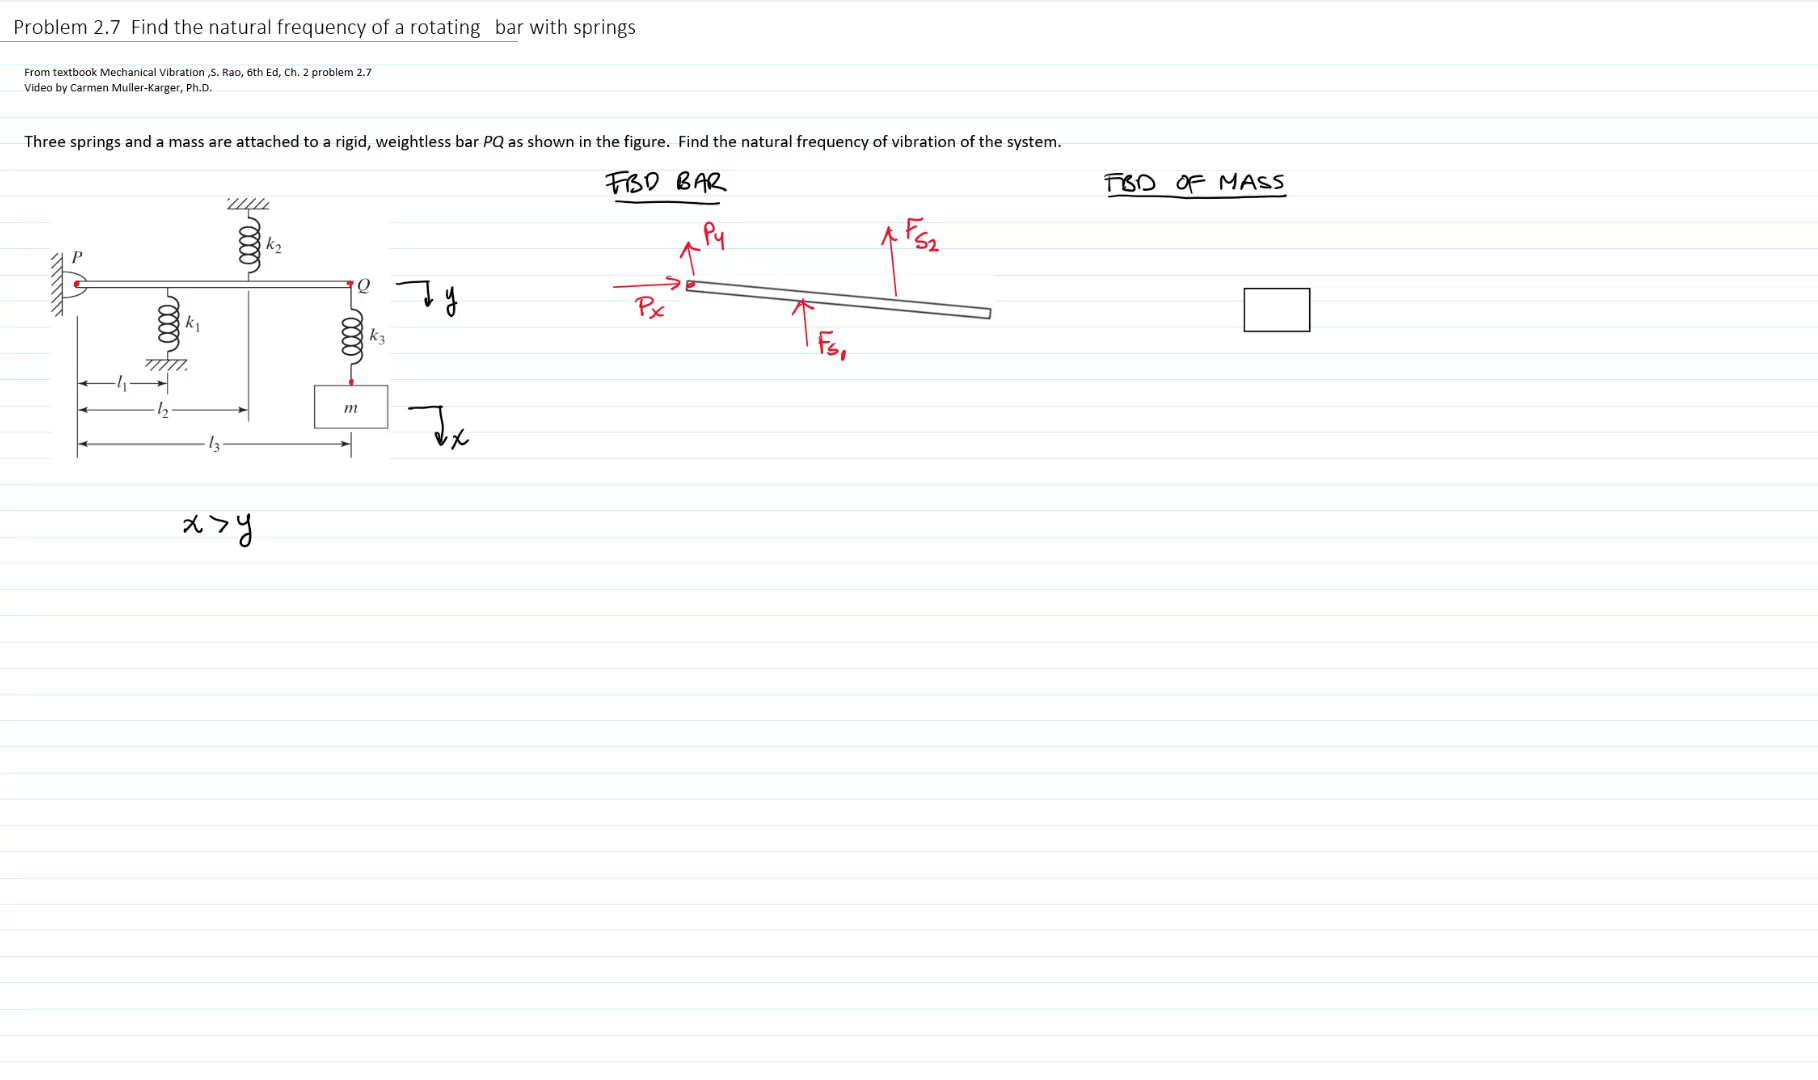 Problem 2.7 Find the natural frequency of a rotating bar with springs
From textbook Mechanical Vibration ,S. Rao, 6th Ed, Ch. 2 problem 2.7
Video by Carmen Muller-Karger, Ph.D.
Three springs and a mass are attached to a rigid, weightless bar PQ as shown in the figure. Find the natural frequency of vibration of the system.
FBD BAR
FBD OF MASS
k2
P
Q
y
k1
k3
l1
l2
m
l3
x
Py
Px
Fs2
Fs1
x > y